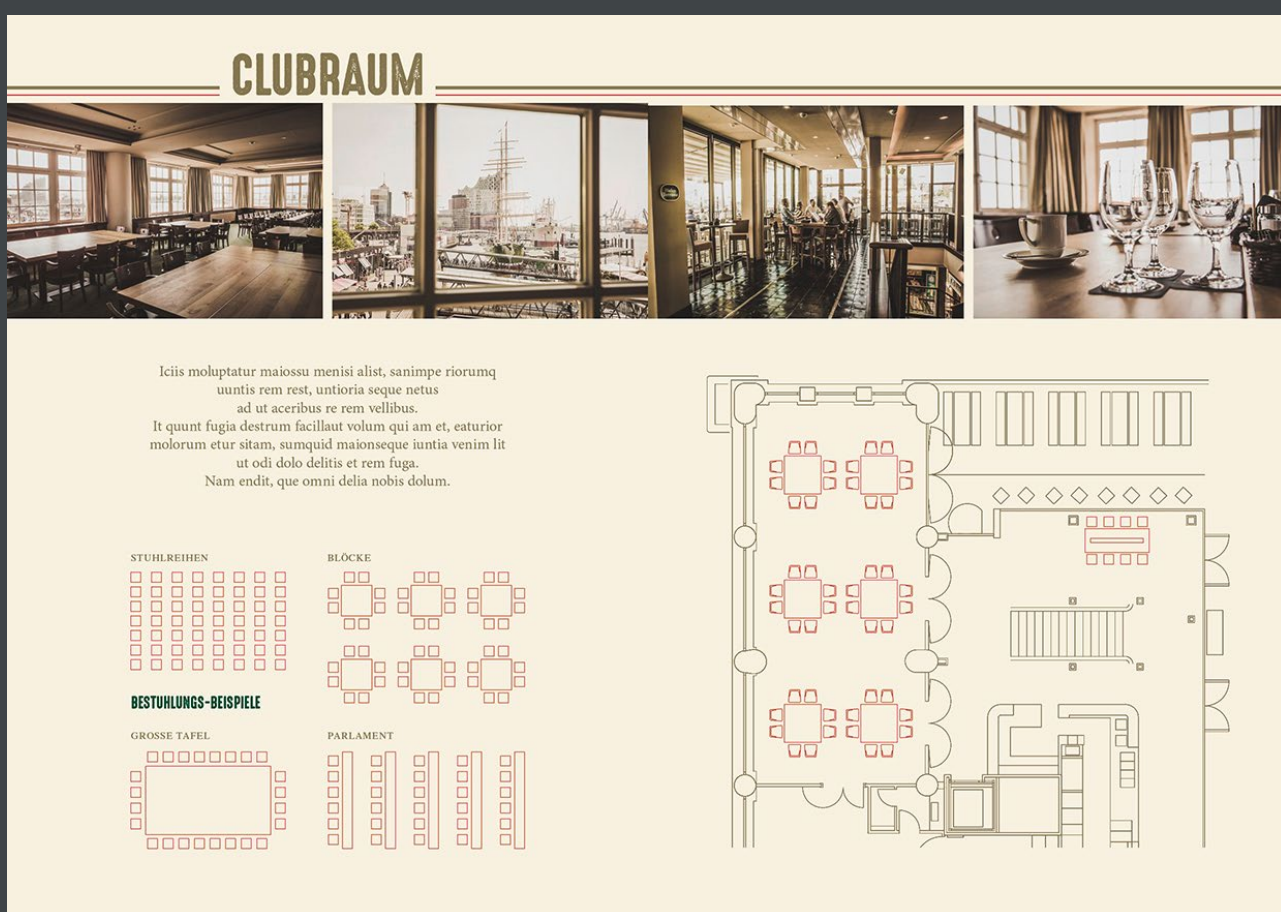 CLUBRAUM
Iciis moluptatur maiossu menisi alist, sanimpe riorumq
uuntis rem rest, untioria seque netus
ad ut aceribus re rem vellibus.
It quunt fugia destrum facillaut volum qui am et, eaturior
molorum etur sitam, sumquid maionseque iuntia venim lit
ut odi dolo delitis et rem fuga.
Nam endit, que omni delia nobis dolum.
STUHLREIHEN
BLÖCKE
BESTUHLUNGS-BEISPIELE
GROSSE TAFEL
PARLAMENT